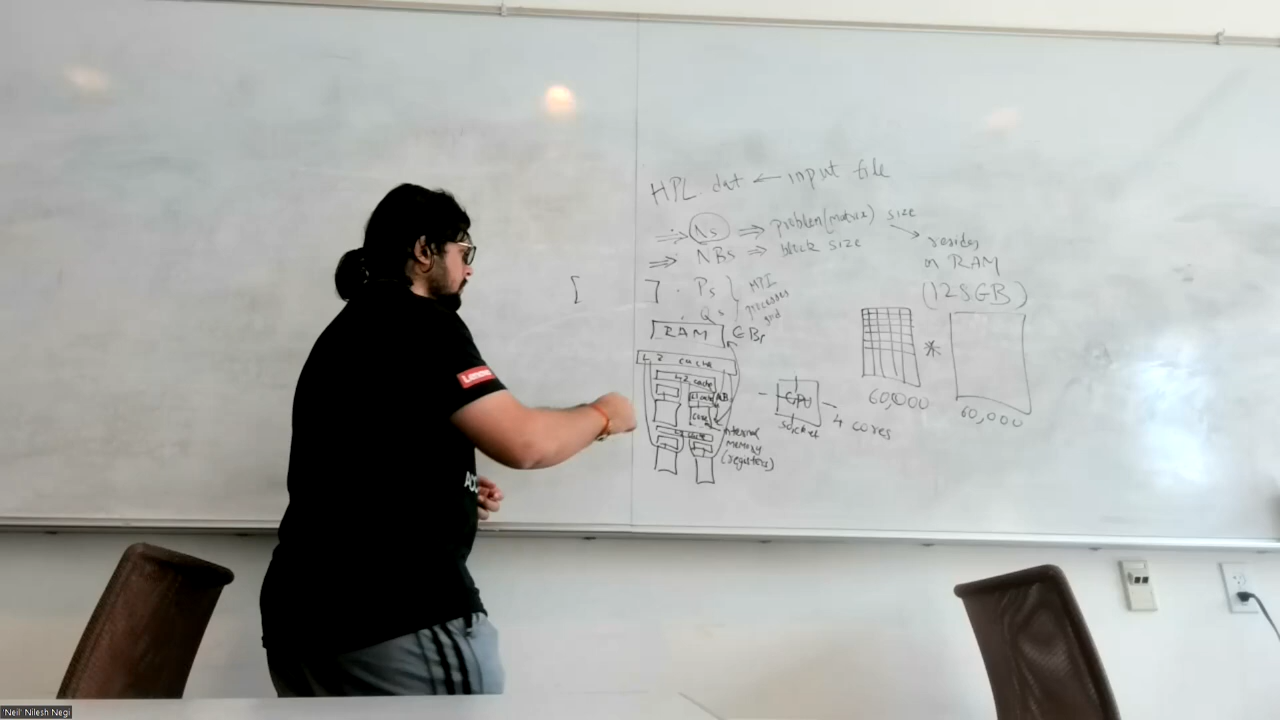 HPL dat ← input file
⇒ Ns ⇒ problem(matrix) size
resides
in RAM
(128GB)
⇒ NBs ⇒ block size
[ ] . Ps } MPI
processes
grid
. Qs
RAM GBs
cache
L2 cache
L1 cache
core
internal
memory
(registers)
CPU
socket
4 cores
*
60,000
60,000
Lenovo
'Neil' Nilesh Negi